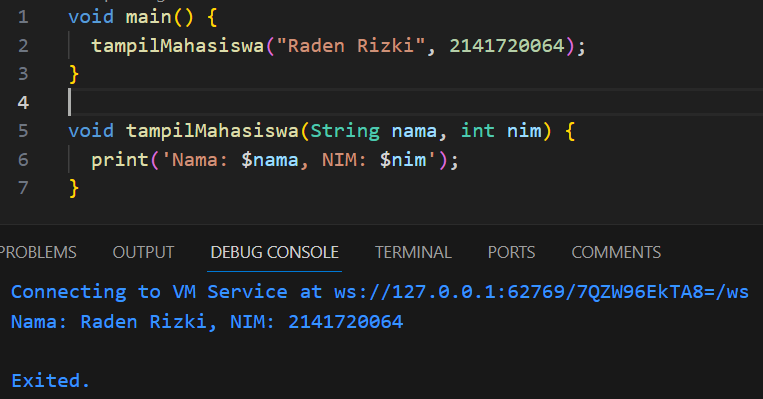 1 void main() {
2 tampilMahasiswa("Raden Rizki", 2141720064);
3 }
4
5 void tampilMahasiswa(String nama, int nim) {
6 print('Nama: $nama, NIM: $nim');
7 }
PROBLEMS OUTPUT DEBUG CONSOLE TERMINAL PORTS COMMENTS
Connecting to VM Service at ws://127.0.0.1:62769/7QZW96EkTA8=/ws
Nama: Raden Rizki, NIM: 2141720064
Exited.